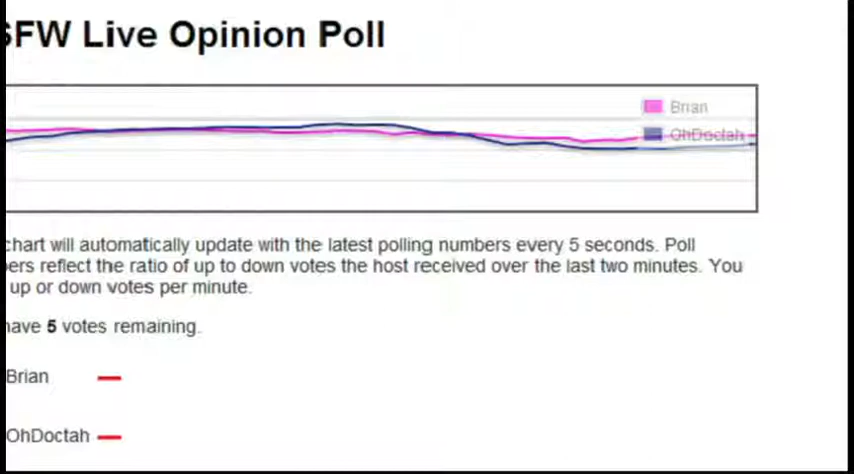 SFW Live Opinion Poll
Brian
OhDoctah
chart will automatically update with the latest polling numbers every 5 seconds. Poll
ers reflect the ratio of up to down votes the host received over the last two minutes. You
up or down votes per minute.
have 5 votes remaining.
Brian
OhDoctah